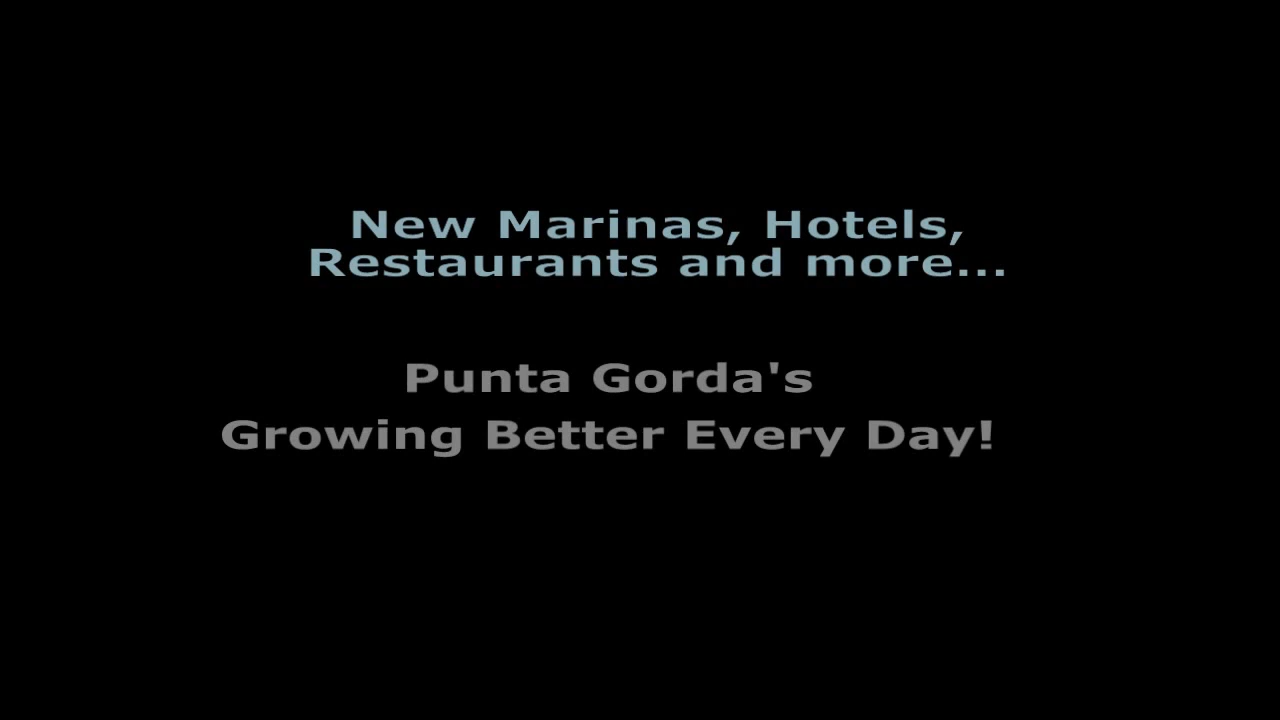 New Marinas, Hotels,
Restaurants and more...
Punta Gorda's
Growing Better Every Day!